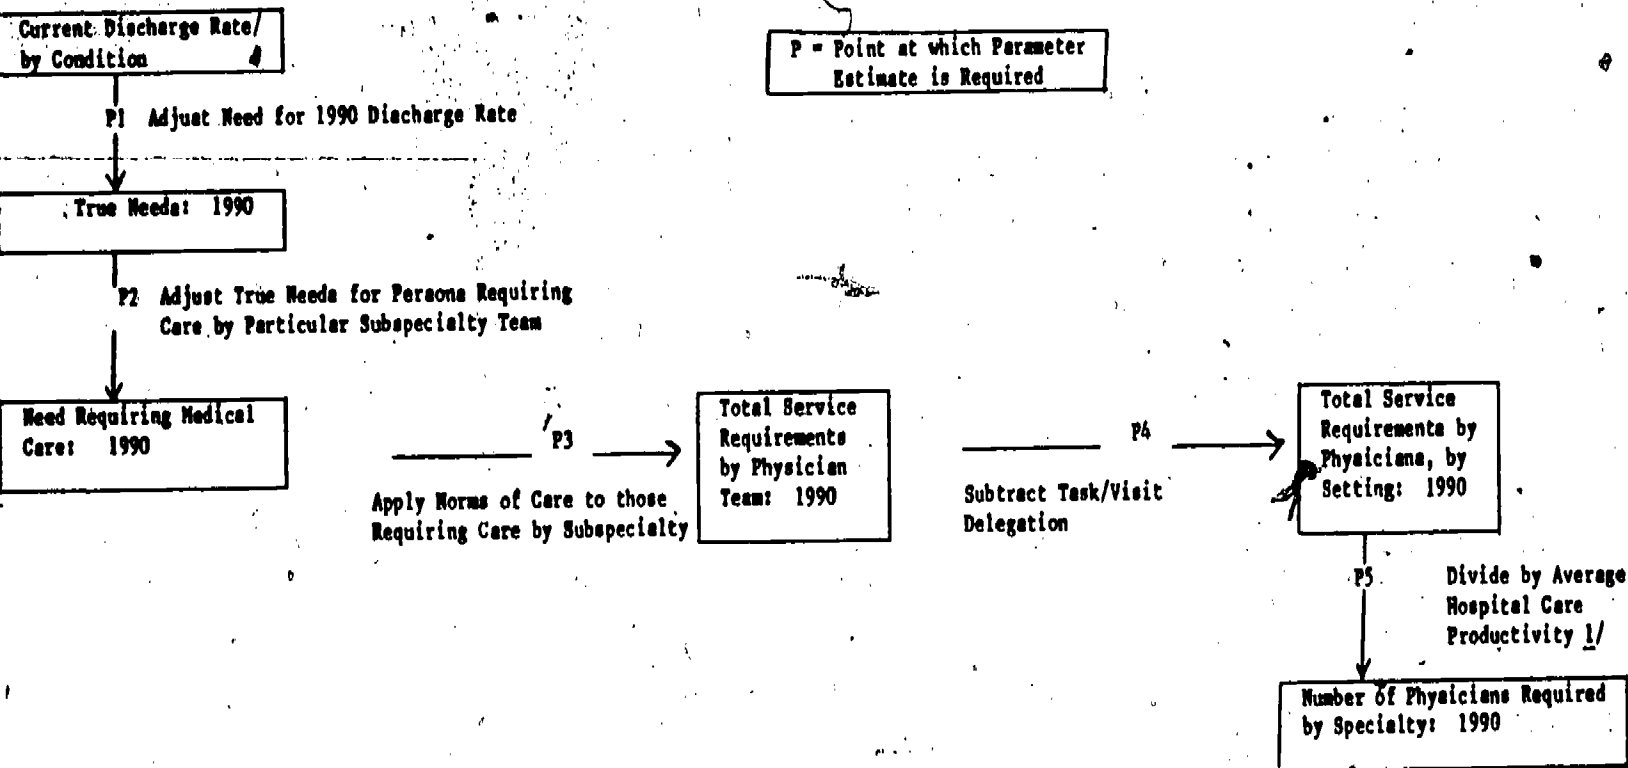 Current Discharge Rate/
by Condition
P = Point at which Parameter
Estimate is Required
P1 Adjust Need for 1990 Discharge Rate
True Needs: 1990
P2 Adjust True Needs for Persons Requiring
Care by Particular Subspecialty Team
Need Requiring Medical
Care: 1990
P3
Apply Norms of Care to those
Requiring Care by Subspecialty
Total Service
Requirements
by Physician
Team: 1990
P4
Subtract Task/Visit
Delegation
Total Service
Requirements by
Physicians, by
Setting: 1990
P5
Divide by Average
Hospital Care
Productivity 1/
Number of Physicians Required
by Specialty: 1990